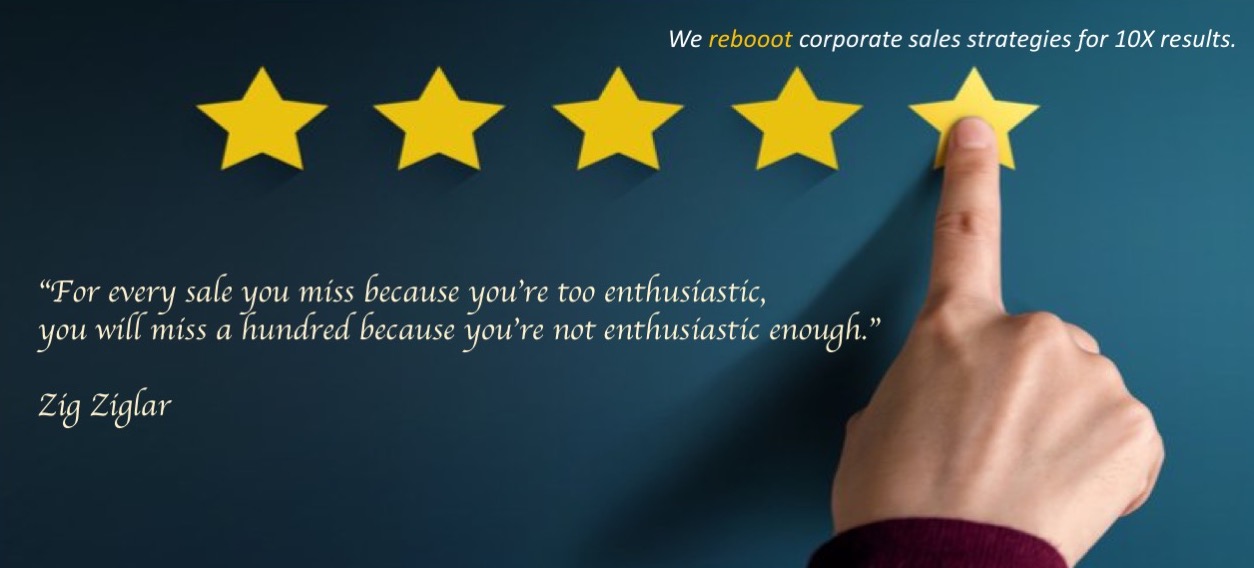 We rebooot corporate sales strategies for 10X results.
“For every sale you miss because you’re too enthusiastic,
you will miss a hundred because you’re not enthusiastic enough.”
Zig Ziglar